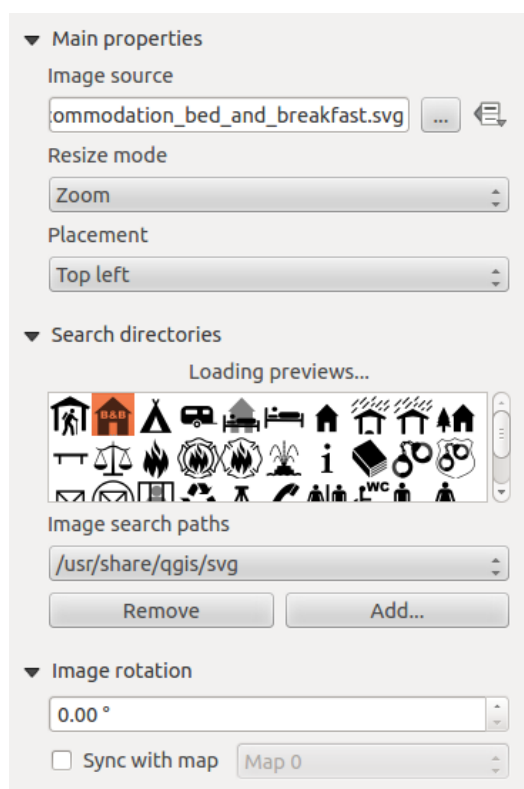 Main properties
Image source
ommodation_bed_and_breakfast.svg ...
Resize mode
Zoom
Placement
Top left
Search directories
Loading previews...
B&B
i
WC
Image search paths
/usr/share/qgis/svg
Remove Add...
Image rotation
0.00 °
Sync with map Map 0